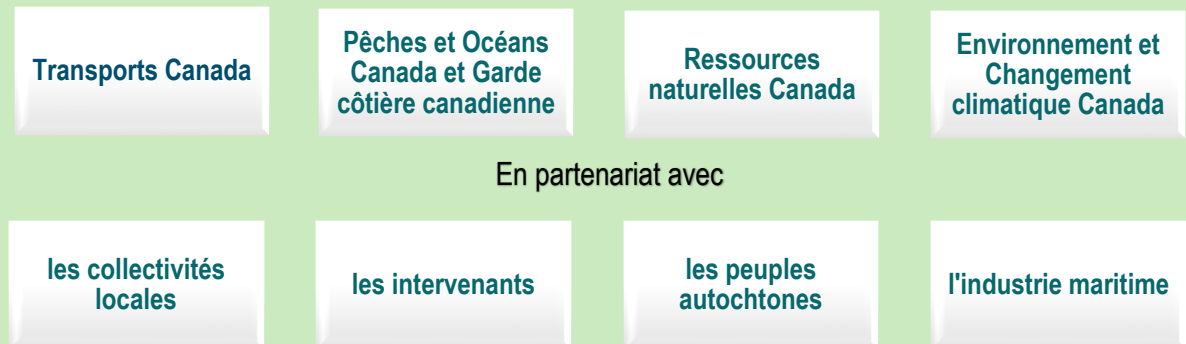 Transports Canada
Pêches et Océans
Canada et Garde
côtière canadienne
Ressources
naturelles Canada
Environnement et
Changement
climatique Canada
En partenariat avec
les collectivités
locales
les intervenants
les peuples
autochtones
l'industrie maritime